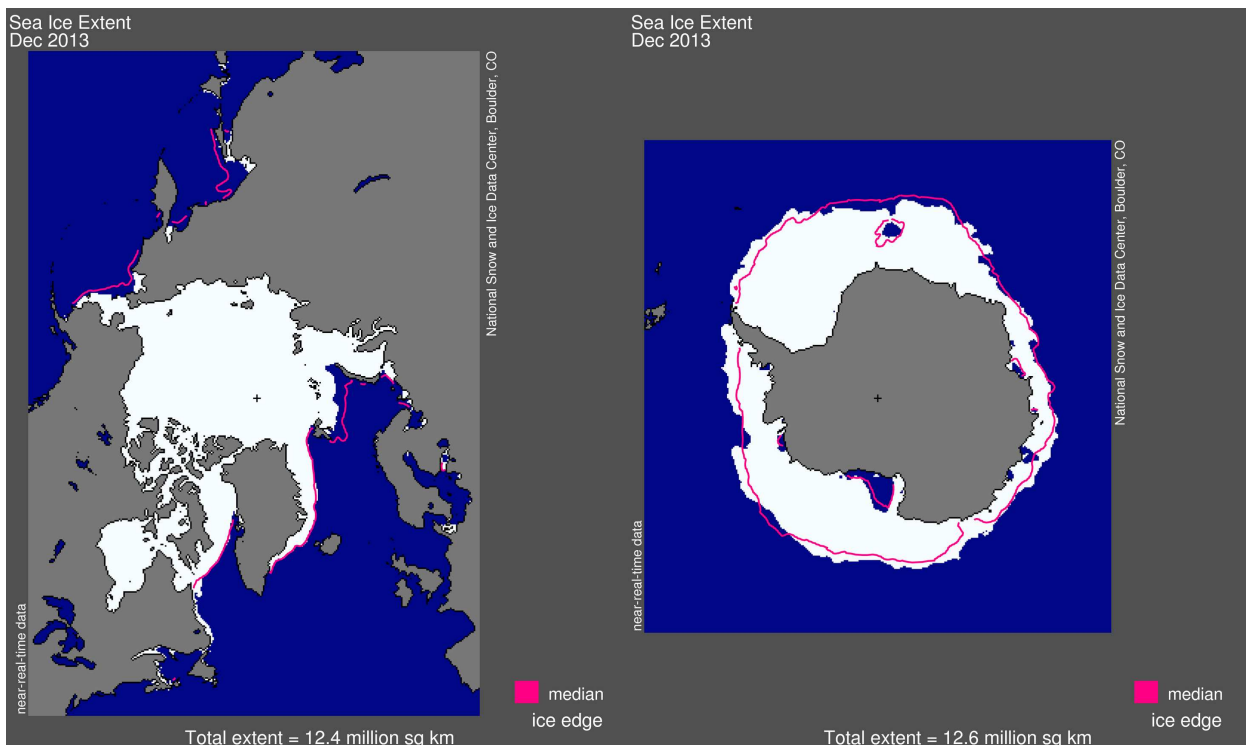 Sea Ice Extent
Dec 2013
National Snow and Ice Data Center, Boulder, CO
near-real-time data
median
ice edge
Total extent = 12.4 million sq km
Sea Ice Extent
Dec 2013
National Snow and Ice Data Center, Boulder, CO
near-real-time data
median
ice edge
Total extent = 12.6 million sq km